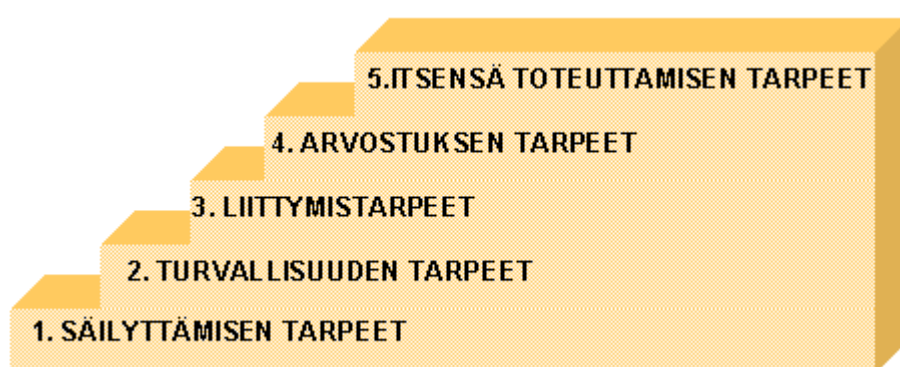 5.ITSENSÄ TOTEUTTAMISEN TARPEET
4. ARVOSTUKSEN TARPEET
3. LIITTYMISTARPEET
2. TURVALLISUUDEN TARPEET
1. SÄILYTTÄMISEN TARPEET